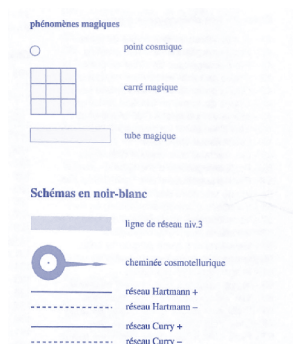 phénomènes magiques
point cosmique
carré magique
tube magique
Schémas en noir-blanc
ligne de réseau niv.3
cheminée cosmotellurique
réseau Hartmann +
réseau Hartmann –
réseau Curry +
réseau Curry –